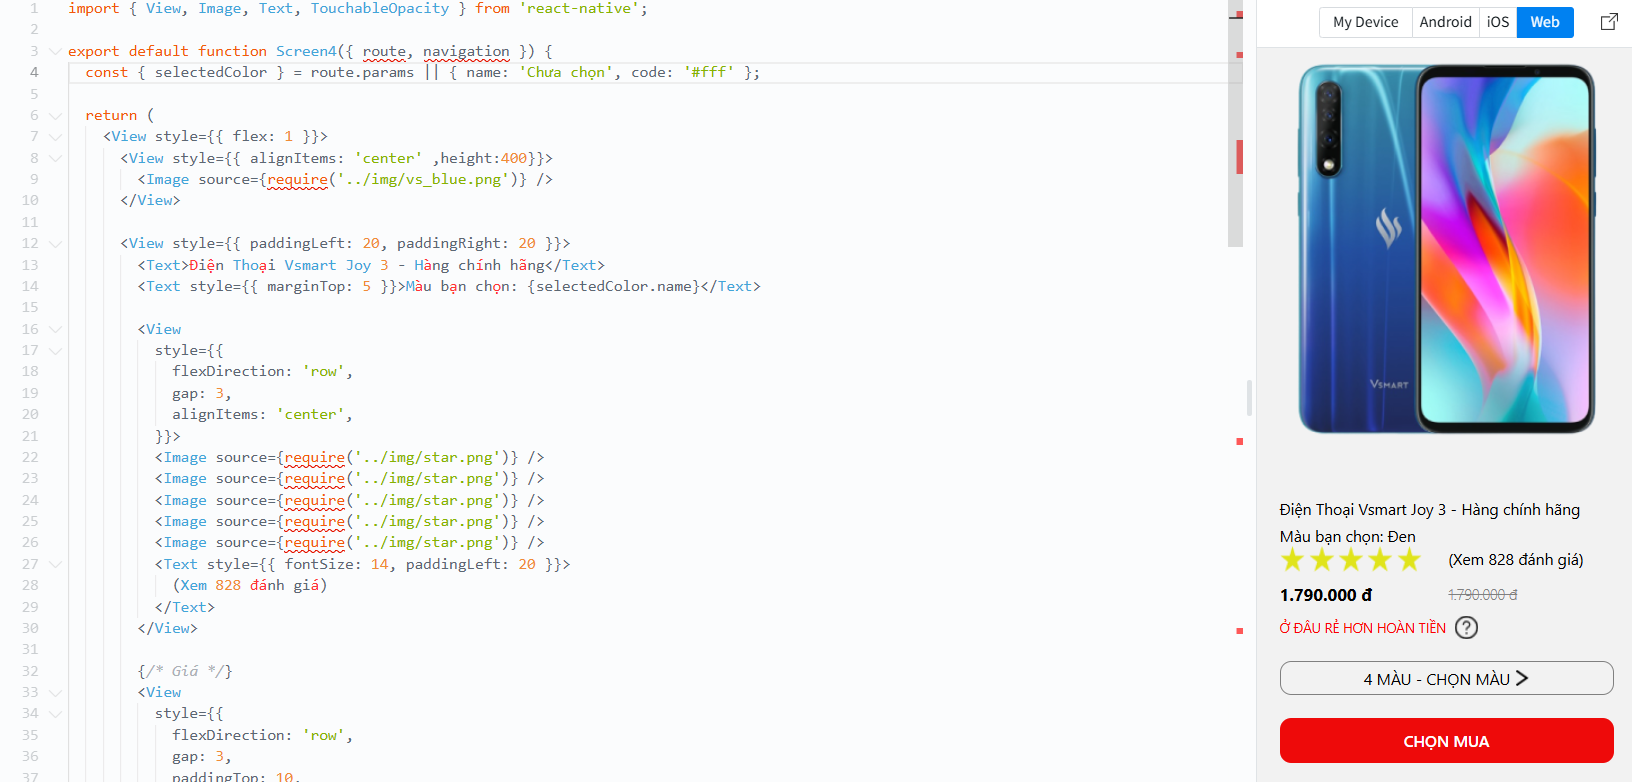 1 import { View, Image, Text, TouchableOpacity } from 'react-native';
2
3 export default function Screen4({ route, navigation }) {
4 const { selectedColor } = route.params || { name: 'Chưa chọn', code: '#fff' };
5
6 return (
7 <View style={{ flex: 1 }}>
8 <View style={{ alignItems: 'center' ,height:400}}>
9 <Image source={require('../img/vs_blue.png')} />
10 </View>
11
12 <View style={{ paddingLeft: 20, paddingRight: 20 }}>
13 <Text>Điện Thoại Vsmart Joy 3 - Hàng chính hãng</Text>
14 <Text style={{ marginTop: 5 }}>Màu bạn chọn: {selectedColor.name}</Text>
15
16 <View
17 style={{
18 flexDirection: 'row',
19 gap: 3,
20 alignItems: 'center',
21 }}>
22 <Image source={require('../img/star.png')} />
23 <Image source={require('../img/star.png')} />
24 <Image source={require('../img/star.png')} />
25 <Image source={require('../img/star.png')} />
26 <Image source={require('../img/star.png')} />
27 <Text style={{ fontSize: 14, paddingLeft: 20 }}>
28 (Xem 828 đánh giá)
29 </Text>
30 </View>
31
32 {/* Giá */}
33 <View
34 style={{
35 flexDirection: 'row',
36 gap: 3,
37 paddingTop: 10,
My Device Android iOS Web
VSMART
Điện Thoại Vsmart Joy 3 - Hàng chính hãng
Màu bạn chọn: Đen
(Xem 828 đánh giá)
1.790.000 đ 1.790.000 đ
Ở ĐÂU RẺ HƠN HOÀN TIỀN ?
4 MÀU - CHỌN MÀU
CHỌN MUA